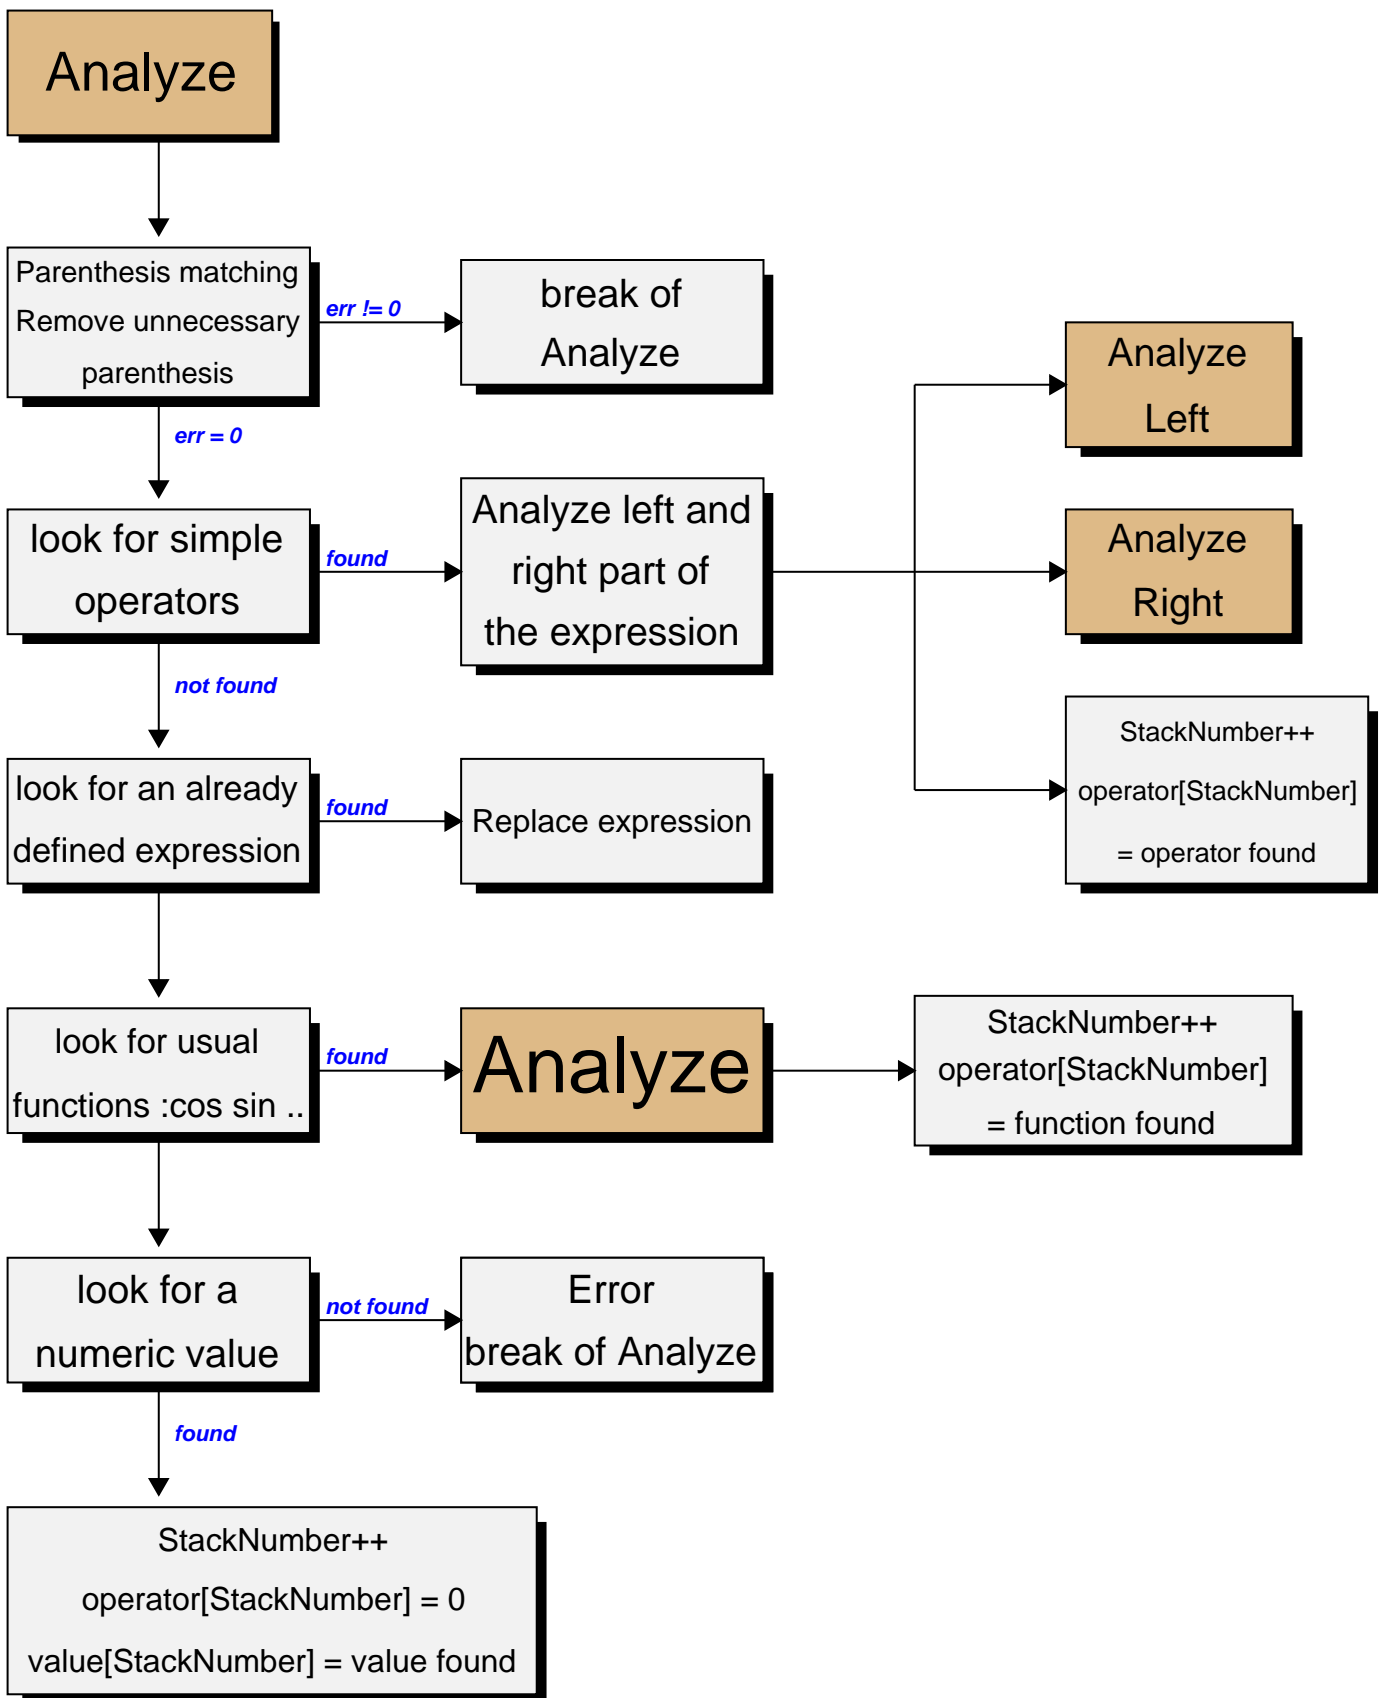 Analyze
Parenthesis matching
Remove unnecessary
parenthesis
err != 0
break of
Analyze
err = 0
Analyze
Left
look for simple
operators
found
Analyze left and
right part of
the expression
Analyze
Right
not found
StackNumber++
operator[StackNumber]
= operator found
look for an already
defined expression
found
Replace expression
look for usual
functions :cos sin ..
found
Analyze
StackNumber++
operator[StackNumber]
= function found
look for a
numeric value
not found
Error
break of Analyze
found
StackNumber++
operator[StackNumber] = 0
value[StackNumber] = value found